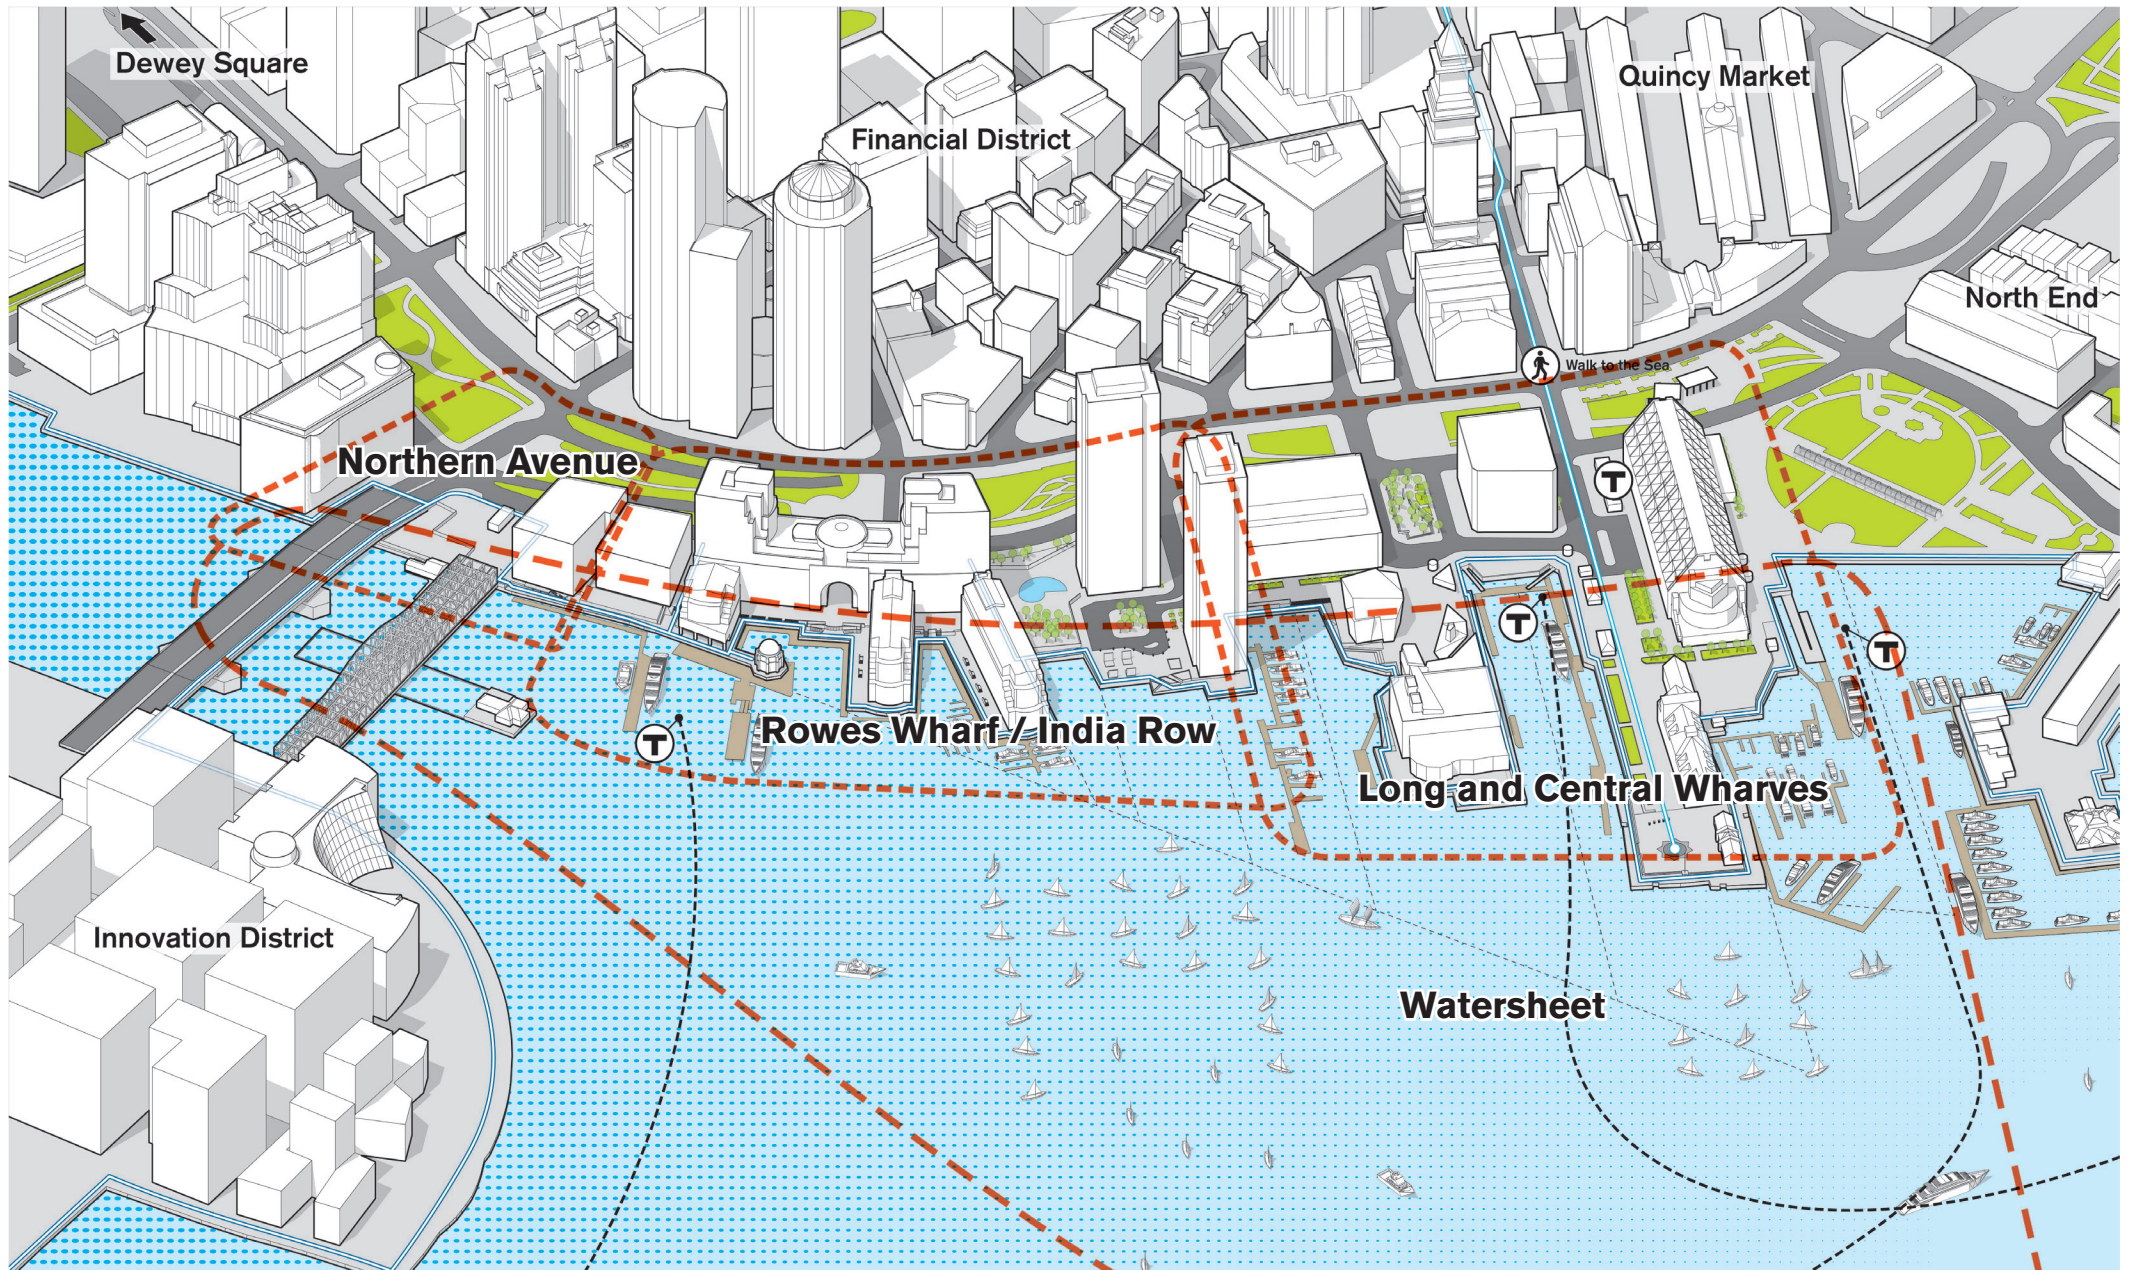 Dewey Square
Quincy Market
Financial District
North End
Walk to the Sea
Northern Avenue
T
T
T
T
Rowes Wharf / India Row
Long and Central Wharves
Innovation District
Watersheet